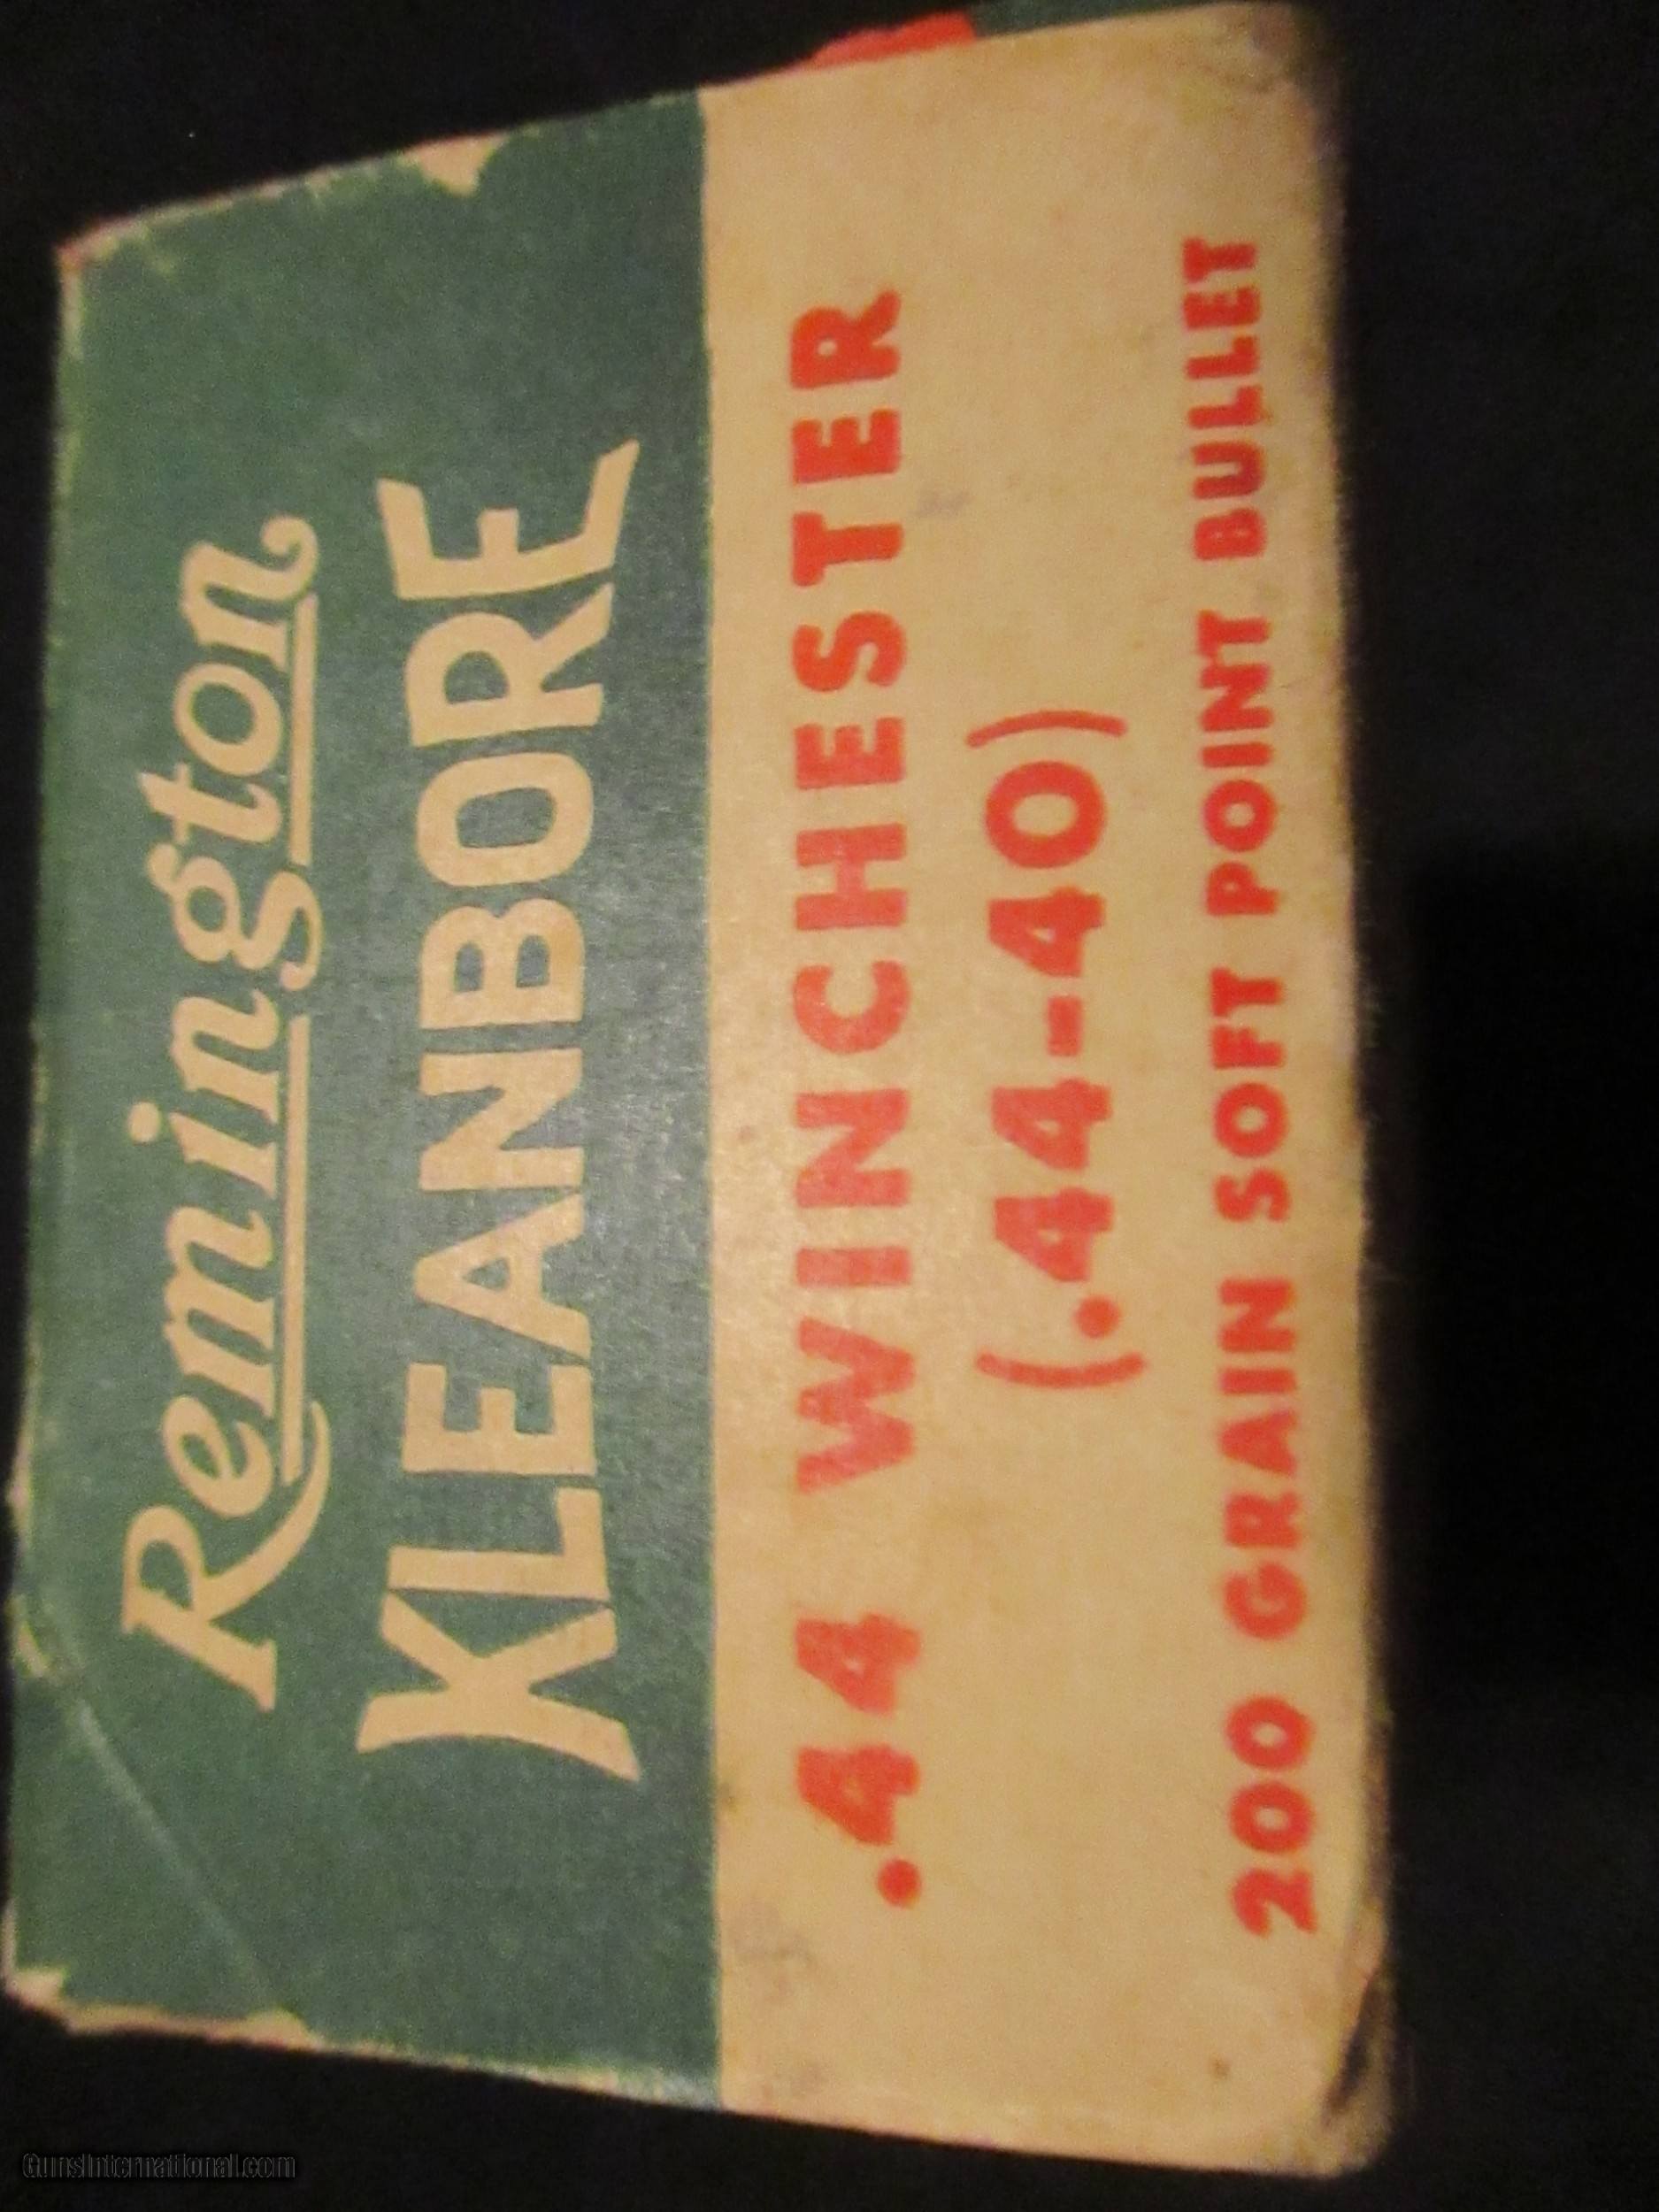 Remington
KLEANBORE
.44 WINCHESTER
(.44-40)
200 GRAIN SOFT POINT BULLET
GunsInternational.com